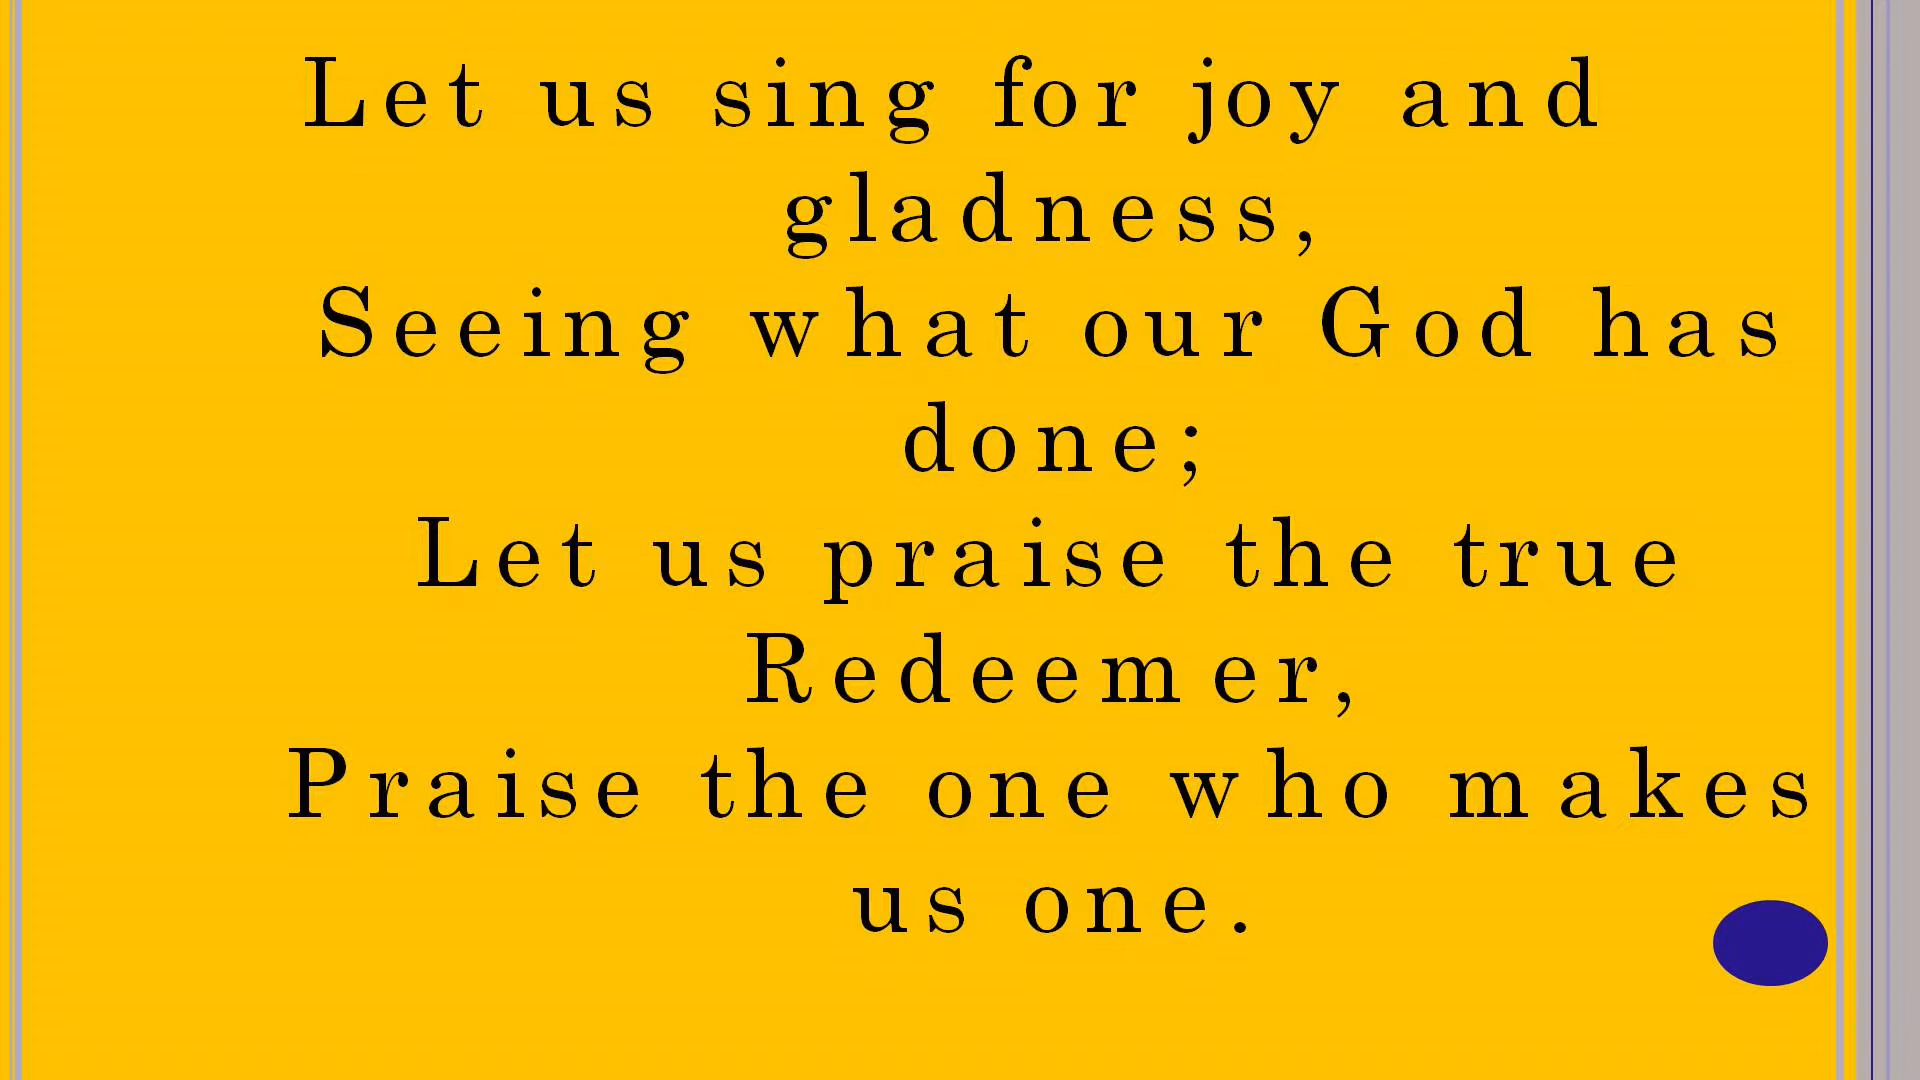 Let us sing for joy and
gladness,
Seeing what our God has
done;
Let us praise the true
Redeemer,
Praise the one who makes
us one.